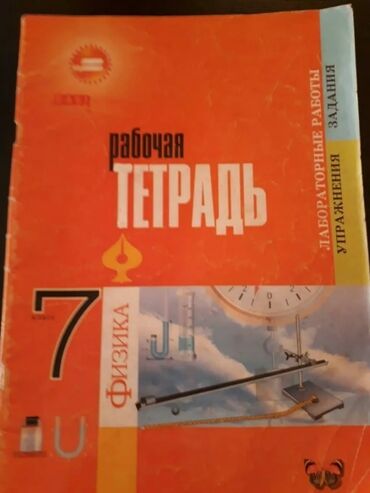 рабочая
ТЕТРАДЬ
ЛАБОРАТОРНЫЕ РАБОТЫ
ЗАДАНИЯ
УПРАЖНЕНИЯ
7
Физика